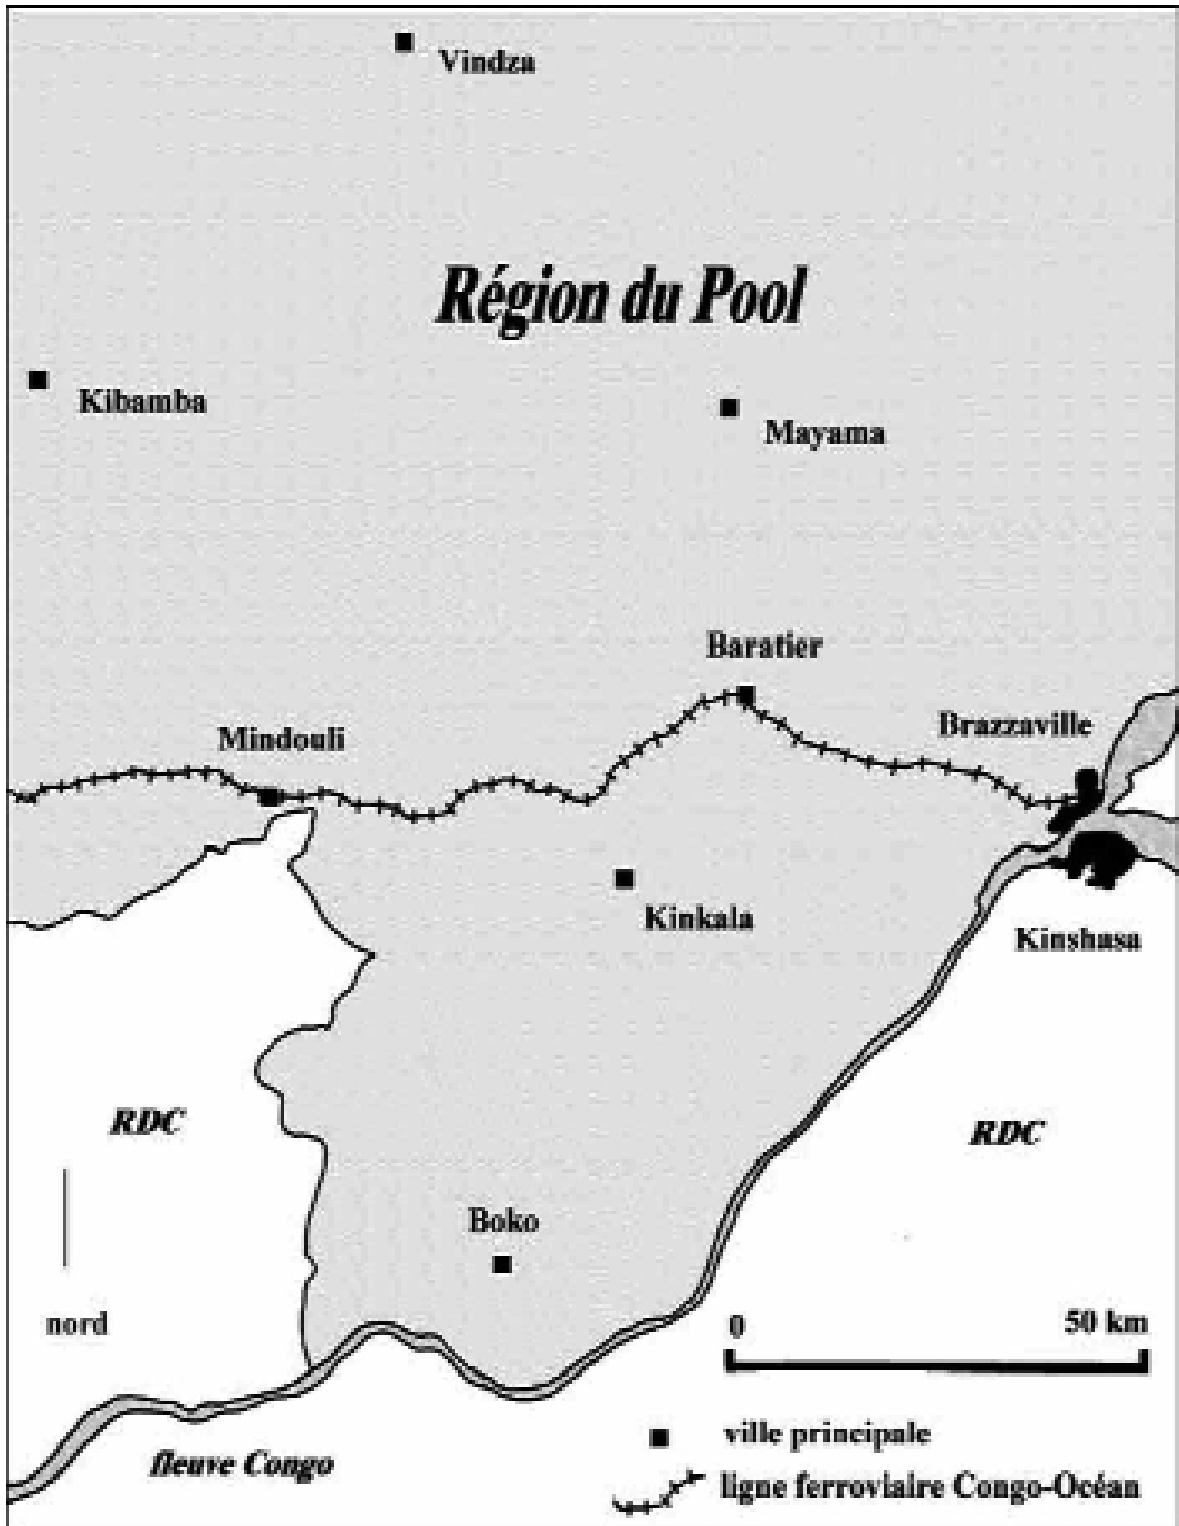 Vindza
Région du Pool
Kibamba
Mayama
Baratier
Brazzaville
Mindouli
Kinkala
Kinshasa
RDC
RDC
Boko
nord
0 50 km
ville principale
fleuve Congo
ligne ferroviaire Congo-Océan